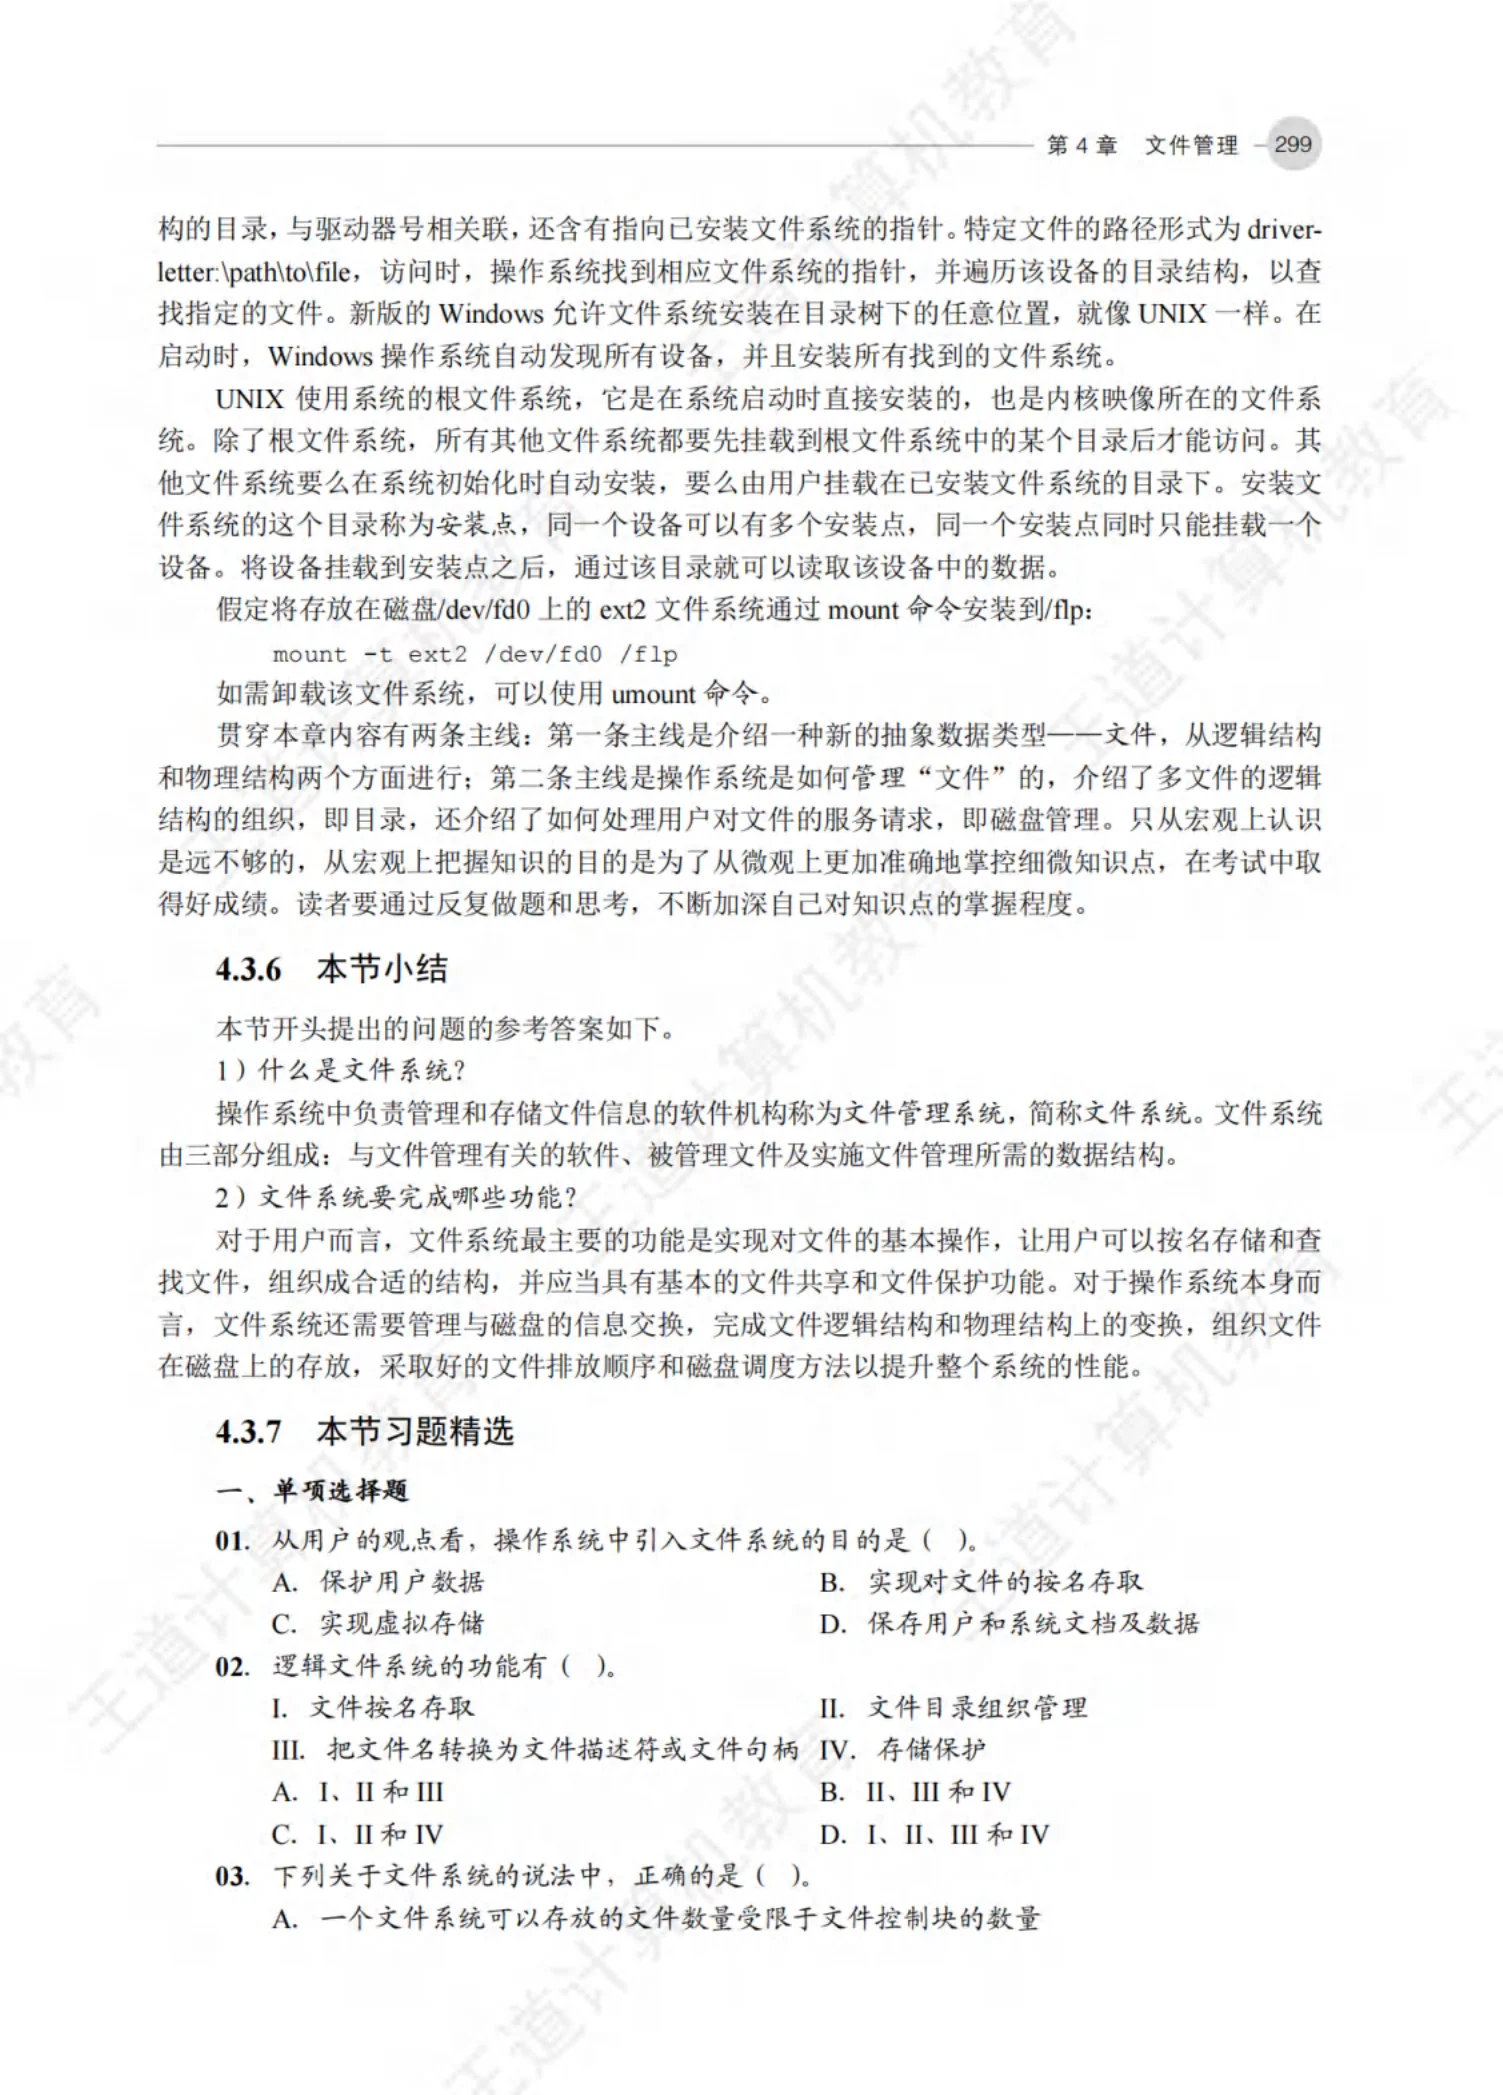 第 4 章 文件管理 299
构的目录，与驱动器号相关联，还含有指向已安装文件系统的指针。特定文件的路径形式为 driver-
letter:\path\to\file，访问时，操作系统找到相应文件系统的指针，并遍历该设备的目录结构，以查
找指定的文件。新版的 Windows 允许文件系统安装在目录树下的任意位置，就像 UNIX 一样。在
启动时，Windows 操作系统自动发现所有设备，并且安装所有找到的文件系统。
UNIX 使用系统的根文件系统，它是在系统启动时直接安装的，也是内核映像所在的文件系
统。除了根文件系统，所有其他文件系统都要先挂载到根文件系统中的某个目录后才能访问。其
他文件系统要么在系统初始化时自动安装，要么由用户挂载在已安装文件系统的目录下。安装文
件系统的这个目录称为安装点，同一个设备可以有多个安装点，同一个安装点同时只能挂载一个
设备。将设备挂载到安装点之后，通过该目录就可以读取该设备中的数据。
假定将存放在磁盘/dev/fd0 上的 ext2 文件系统通过 mount 命令安装到/flp：
mount -t ext2 /dev/fd0 /flp
如需卸载该文件系统，可以使用 umount 命令。
贯穿本章内容有两条主线：第一条主线是介绍一种新的抽象数据类型——文件，从逻辑结构
和物理结构两个方面进行；第二条主线是操作系统是如何管理“文件”的，介绍了多文件的逻辑
结构的组织，即目录，还介绍了如何处理用户对文件的服务请求，即磁盘管理。只从宏观上认识
是远不够的，从宏观上把握知识的目的是为了从微观上更加准确地掌控细微知识点，在考试中取
得好成绩。读者要通过反复做题和思考，不断加深自己对知识点的掌握程度。
4.3.6 本节小结
本节开头提出的问题的参考答案如下。
1）什么是文件系统？
操作系统中负责管理和存储文件信息的软件机构称为文件管理系统，简称文件系统。文件系统
由三部分组成：与文件管理有关的软件、被管理文件及实施文件管理所需的数据结构。
2）文件系统要完成哪些功能？
对于用户而言，文件系统最主要的功能是实现对文件的基本操作，让用户可以按名存储和查
找文件，组织成合适的结构，并应当具有基本的文件共享和文件保护功能。对于操作系统本身而
言，文件系统还需要管理与磁盘的信息交换，完成文件逻辑结构和物理结构上的变换，组织文件
在磁盘上的存放，采取好的文件排放顺序和磁盘调度方法以提升整个系统的性能。
4.3.7 本节习题精选
一、单项选择题
01. 从用户的观点看，操作系统中引入文件系统的目的是（ ）。
A. 保护用户数据 B. 实现对文件的按名存取
C. 实现虚拟存储 D. 保存用户和系统文档及数据
02. 逻辑文件系统的功能有（ ）。
I. 文件按名存取 II. 文件目录组织管理
III. 把文件名转换为文件描述符或文件句柄 IV. 存储保护
A. I、II 和 III B. II、III 和 IV
C. I、II 和 IV D. I、II、III 和 IV
03. 下列关于文件系统的说法中，正确的是（ ）。
A. 一个文件系统可以存放的文件数量受限于文件控制块的数量
王道计算机教育
王道计算机教育
王道计算机教育
王道计算机教育
王道计算机教育
王道计算机教育
王道计算机教育